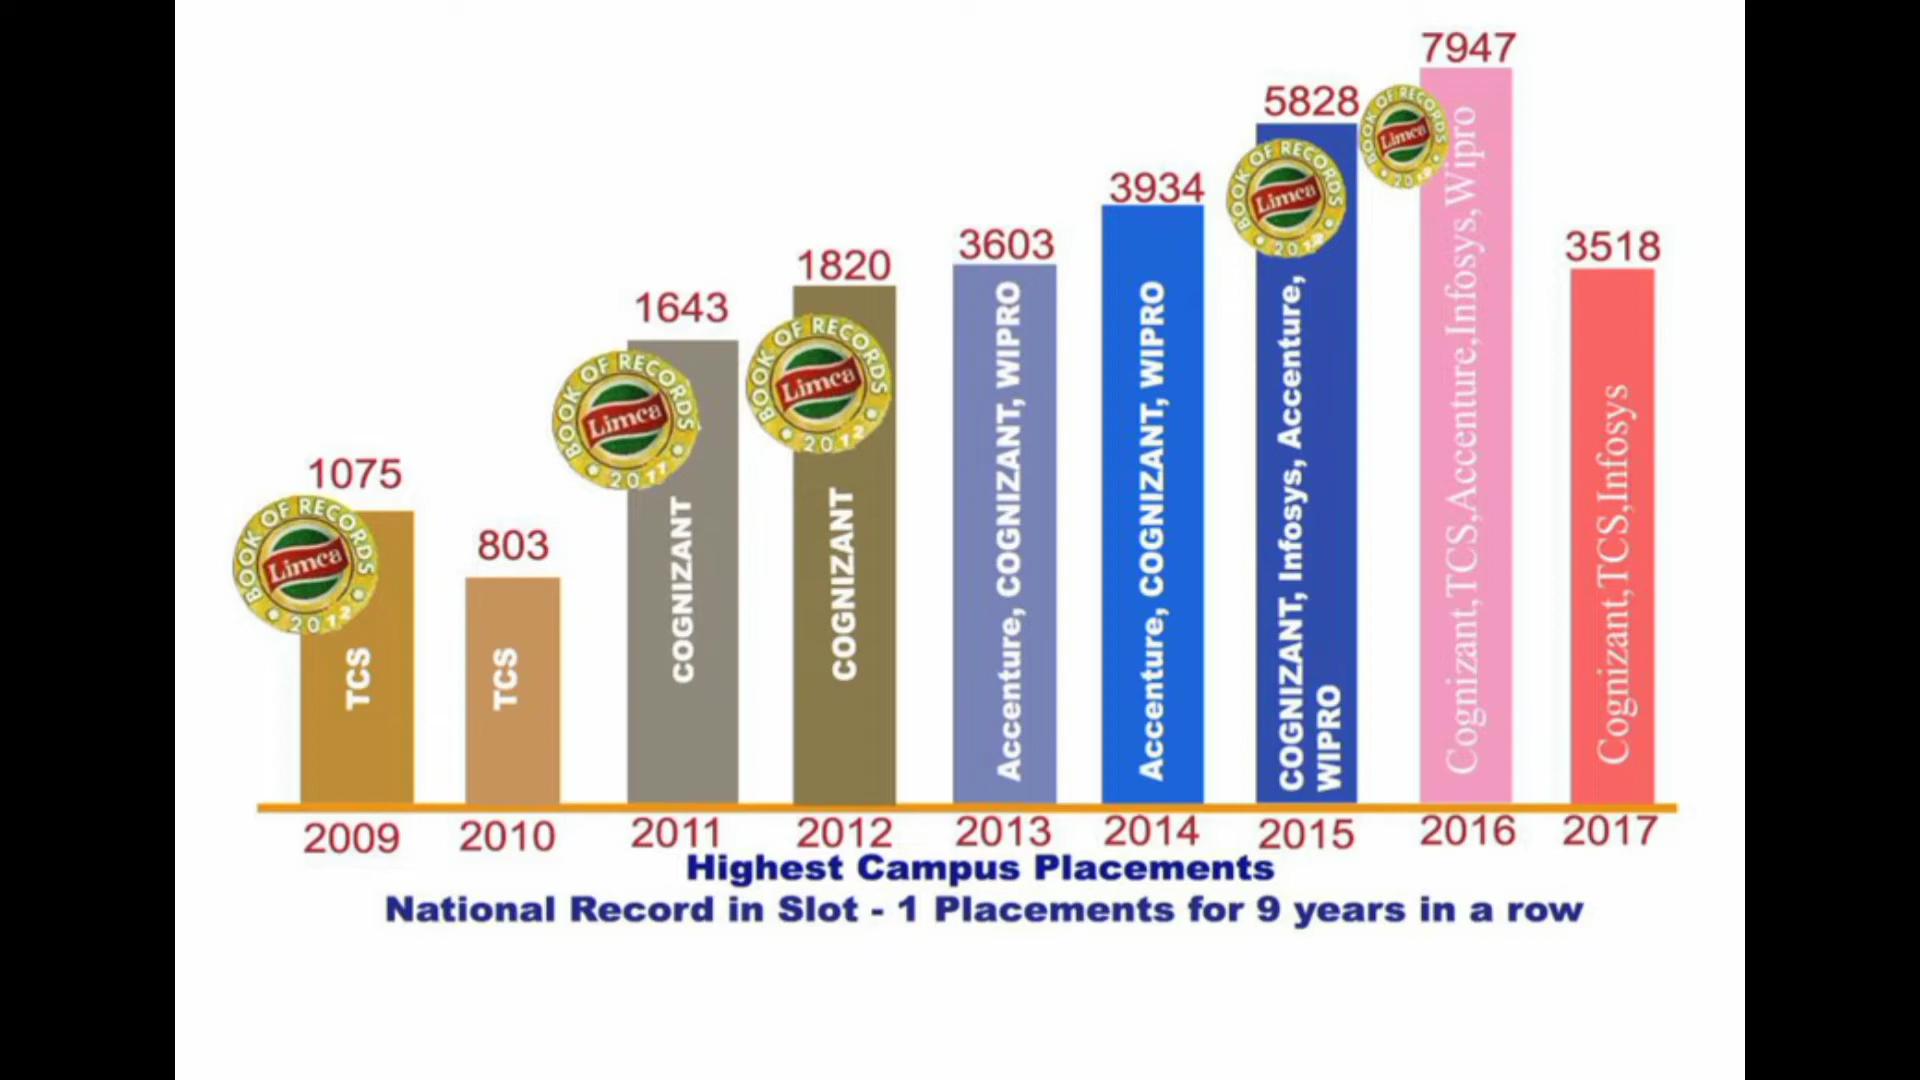 7947
5828
3934
3603
3518
1820
1643
1075
803
BOOK OF RECORDS
Limca
2012
TCS
TCS
BOOK OF RECORDS
Limca
2011
COGNIZANT
BOOK OF RECORDS
Limca
2012
COGNIZANT
Accenture, COGNIZANT, WIPRO
Accenture, COGNIZANT, WIPRO
BOOK OF RECORDS
Limca
COGNIZANT, Infosys, Accenture,
WIPRO
BOOK OF RECORDS
Limca
Cognizant,TCS,Accenture,Infosys,Wipro
Cognizant,TCS,Infosys
2009 2010 2011 2012 2013 2014 2015 2016 2017
Highest Campus Placements
National Record in Slot - 1 Placements for 9 years in a row